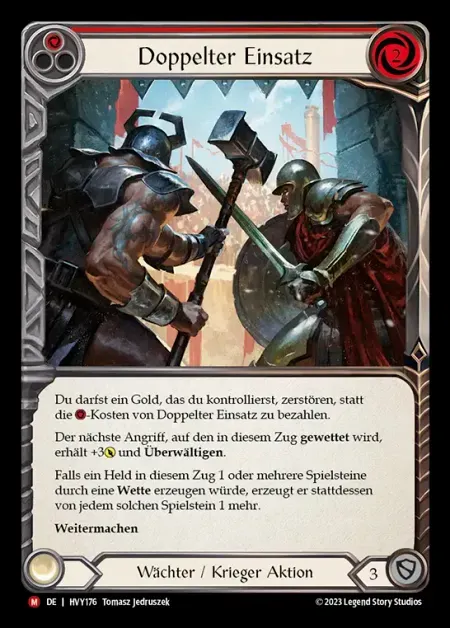 2
Doppelter Einsatz
Du darfst ein Gold, das du kontrollierst, zerstören, statt
die -Kosten von Doppelter Einsatz zu bezahlen.
Der nächste Angriff, auf den in diesem Zug gewettet wird,
erhält +3 und Überwältigen.
Falls ein Held in diesem Zug 1 oder mehrere Spielsteine
durch eine Wette erzeugen würde, erzeugt er stattdessen
von jedem solchen Spielstein 1 mehr.
Weitermachen
Wächter / Krieger Aktion
3
M DE | HVY176 Tomasz Jedruszek
© 2023 Legend Story Studios